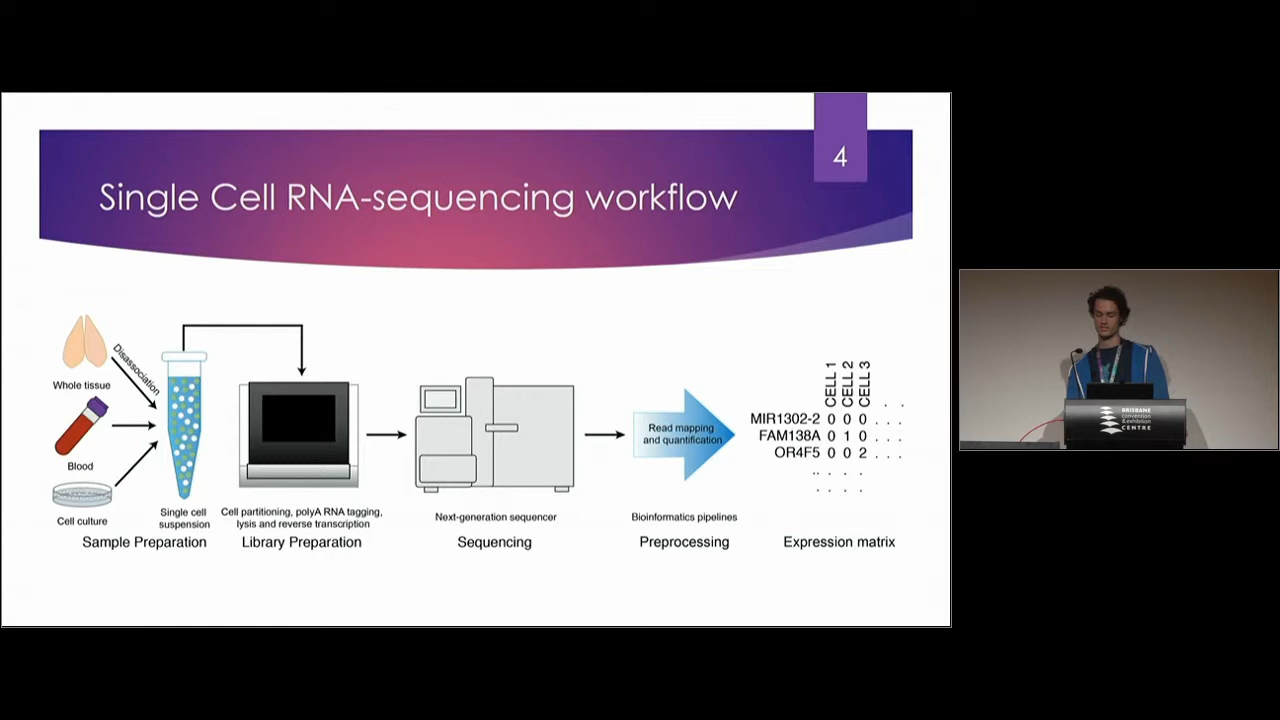 4
Single Cell RNA-sequencing workflow
Whole tissue
Disassociation
Blood
Cell culture
Single cell
suspension
Sample Preparation
Cell partitioning, polyA RNA tagging,
lysis and reverse transcription
Library Preparation
Next-generation sequencer
Sequencing
Read mapping
and quantification
Bioinformatics pipelines
Preprocessing
CELL 1
CELL 2
CELL 3
. .
MIR1302-2 0 0 0 . . .
FAM138A 0 1 0 . . .
OR4F5 0 0 2 . . .
.. . . .
. . . .
Expression matrix
BRISBANE
convention
& exhibition
CENTRE